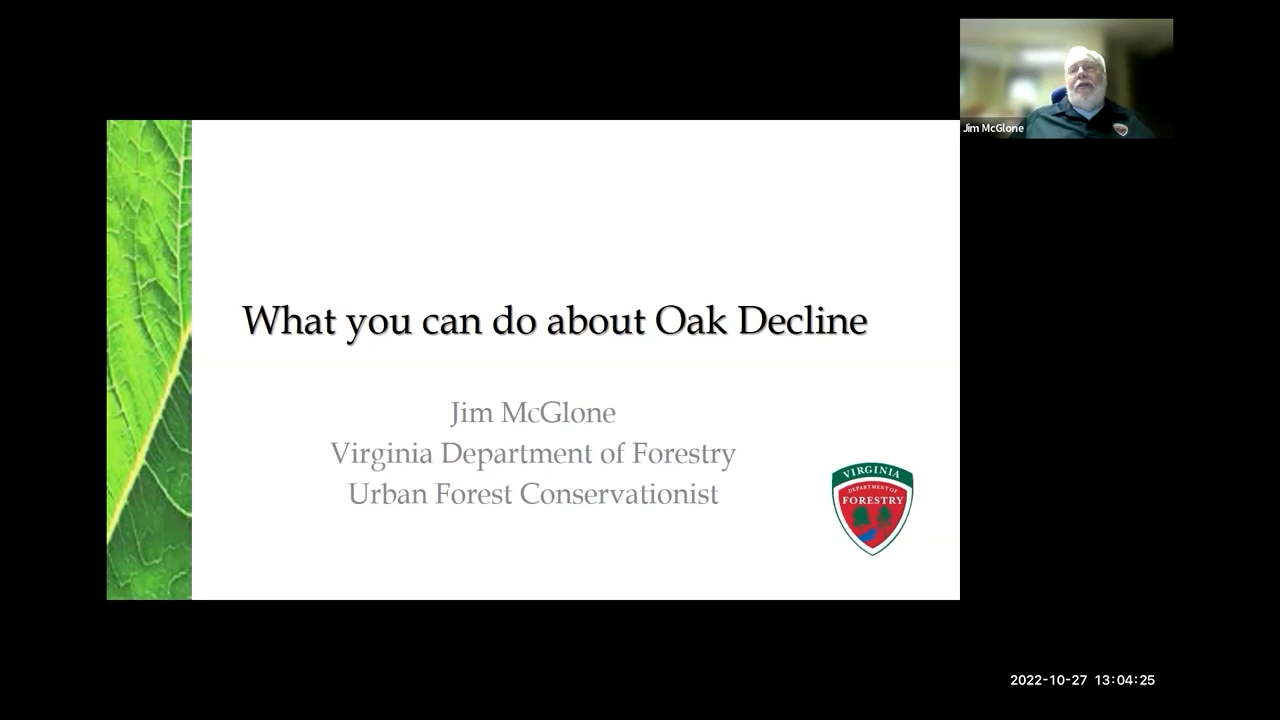 Jim McGlone
What you can do about Oak Decline
Jim McGlone
Virginia Department of Forestry
Urban Forest Conservationist
VIRGINIA
DEPARTMENT OF
FORESTRY
2022-10-27 13:04:25